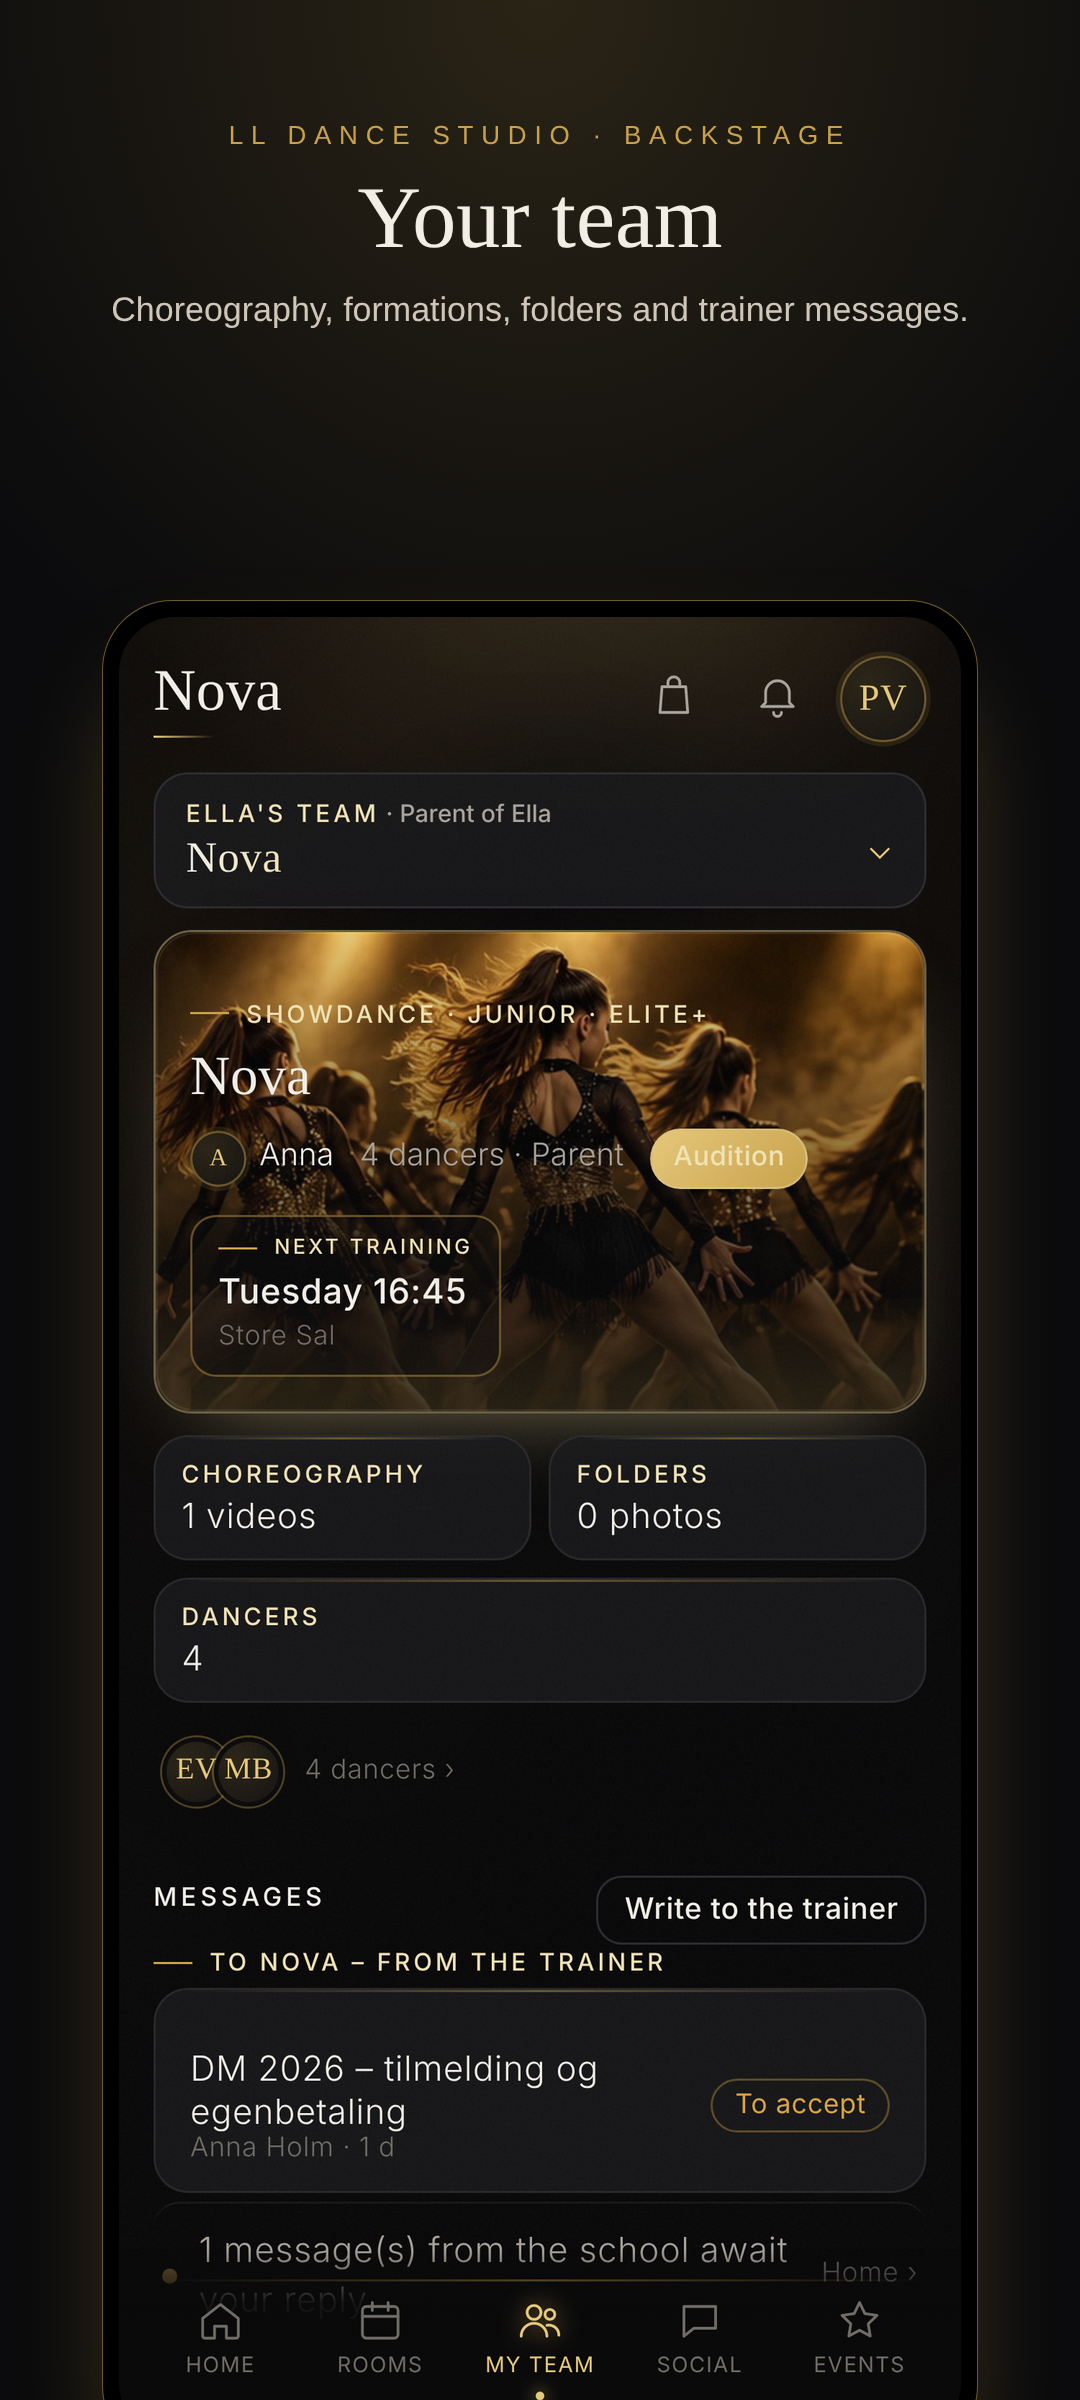 LL DANCE STUDIO · BACKSTAGE
Your team
Choreography, formations, folders and trainer messages.
Nova
PV
ELLA'S TEAM · Parent of Ella
Nova
SHOWDANCE · JUNIOR · ELITE+
Nova
A Anna 4 dancers · Parent Audition
NEXT TRAINING
Tuesday 16:45
Store Sal
CHOREOGRAPHY
1 videos
FOLDERS
0 photos
DANCERS
4
EV MB 4 dancers ›
MESSAGES
Write to the trainer
TO NOVA – FROM THE TRAINER
DM 2026 – tilmelding og
egenbetaling
To accept
Anna Holm · 1 d
1 message(s) from the school await
your reply
Home ›
HOME
ROOMS
MY TEAM
SOCIAL
EVENTS